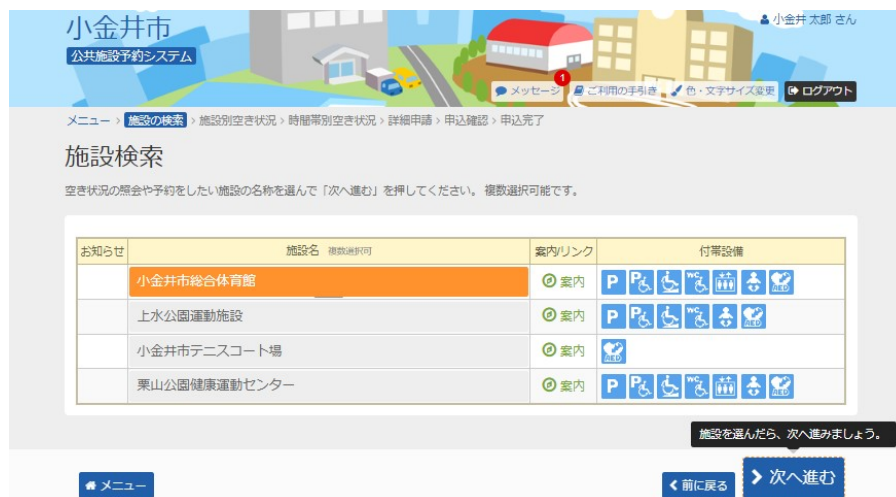 小金井市
公共施設予約システム
小金井 太郎 さん
メッセージ 1
ご利用の手引き
色・文字サイズ変更
ログアウト
メニュー > 施設の検索 > 施設別空き状況 > 時間帯別空き状況 > 詳細申請 > 申込確認 > 申込完了
施設検索
空き状況の照会や予約をしたい施設の名称を選んで「次へ進む」を押してください。 複数選択可能です。
お知らせ 施設名 複数選択可 案内/リンク 付帯設備
小金井市総合体育館 案内 P P WC AED
上水公園運動施設 案内 P P WC AED
小金井市テニスコート場 案内 AED
栗山公園健康運動センター 案内 P P WC AED
施設を選んだら、次へ進みましょう。
メニュー
前に戻る
次へ進む